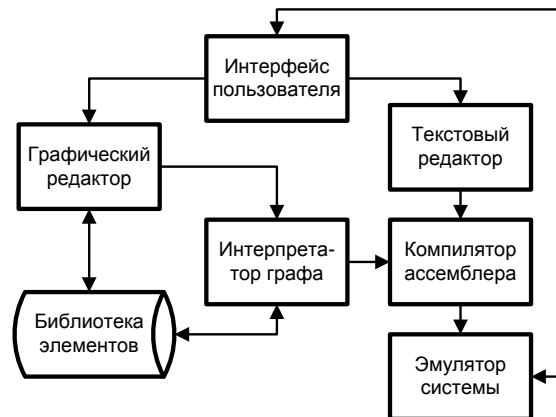 Интерфейс
пользователя
Графический
редактор
Текстовый
редактор
Интерпрета-
тор графа
Компилятор
ассемблера
Библиотека
элементов
Эмулятор
системы